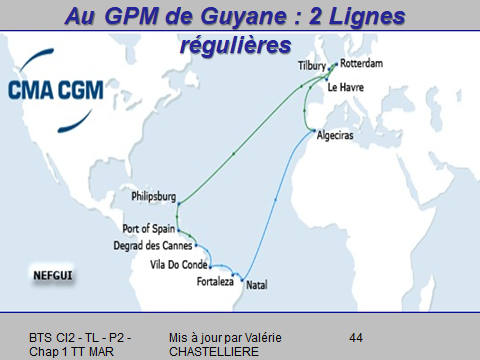 Au GPM de Guyane : 2 Lignes
régulières
CMA CGM
Tilbury
Rotterdam
Le Havre
Algeciras
Philipsburg
Port of Spain
Degrad des Cannes
Vila Do Conde
Fortaleza
Natal
NEFGUI
BTS CI2 - TL - P2 -
Chap 1 TT MAR
Mis à jour par Valérie
CHASTELLIERE
44